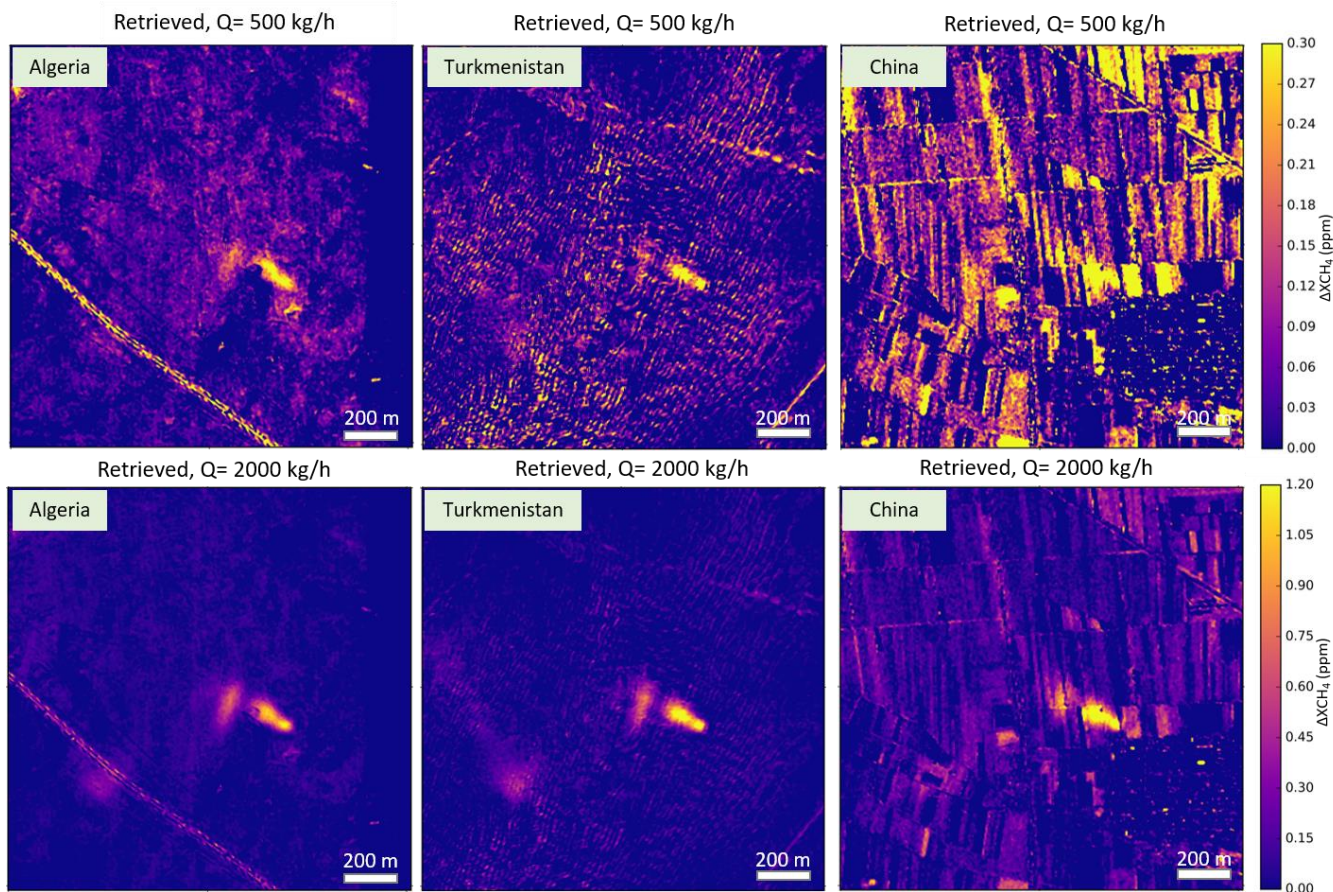 Retrieved, Q= 500 kg/h
Retrieved, Q= 500 kg/h
Retrieved, Q= 500 kg/h
Algeria
Turkmenistan
China
200 m
200 m
200 m
0.30
0.27
0.24
0.21
0.18
0.15
0.12
0.09
0.06
0.03
0.00
ΔXCH₄ (ppm)
Retrieved, Q= 2000 kg/h
Retrieved, Q= 2000 kg/h
Retrieved, Q= 2000 kg/h
Algeria
Turkmenistan
China
200 m
200 m
200 m
1.20
1.05
0.90
0.75
0.60
0.45
0.30
0.15
0.00
ΔXCH₄ (ppm)